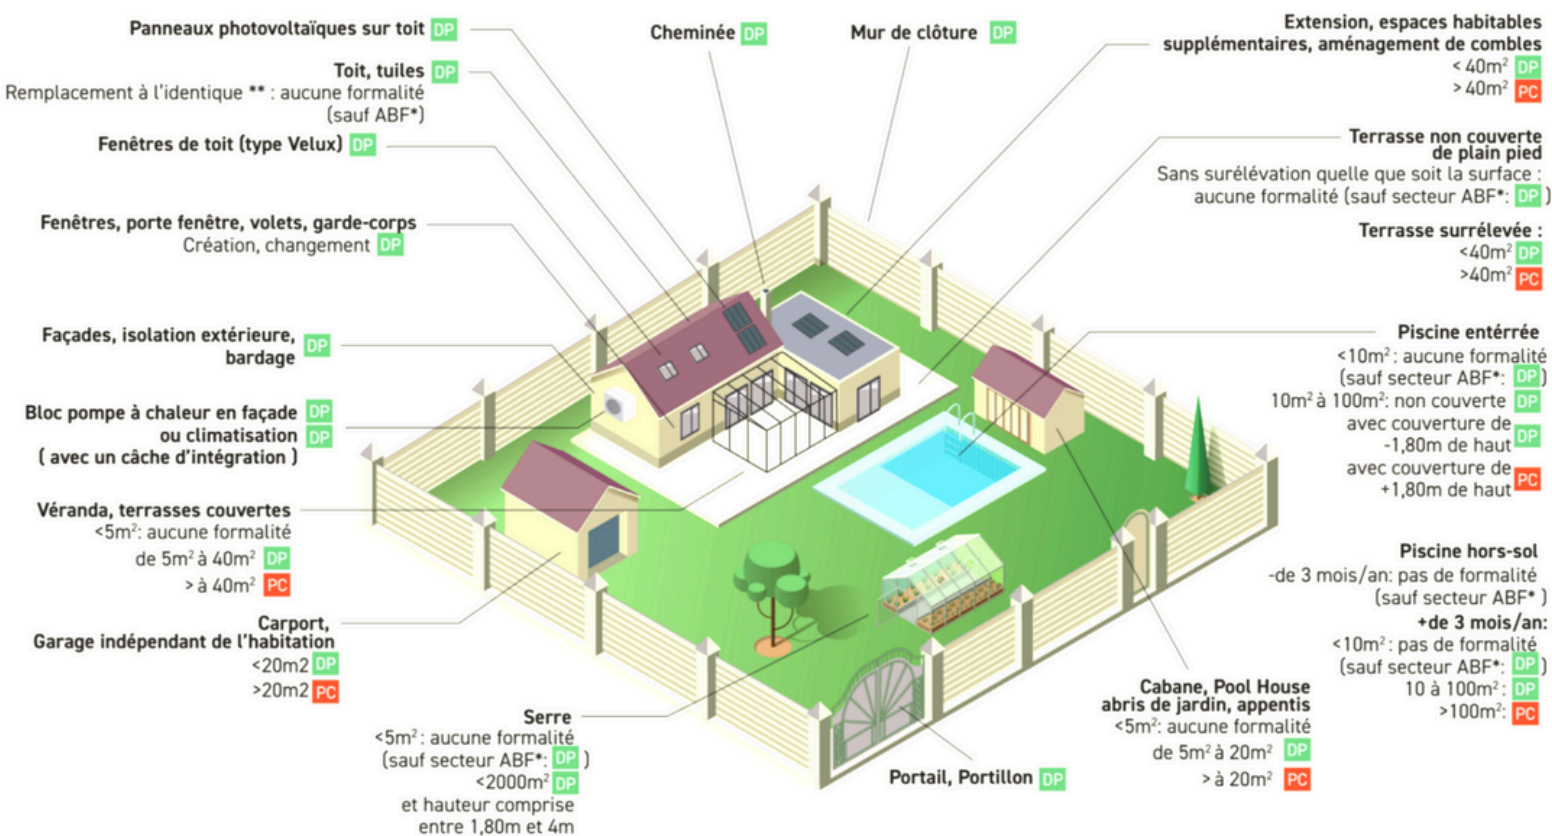 Panneaux photovoltaïques sur toit DP
Toit, tuiles DP
Remplacement à l'identique ** : aucune formalité
(sauf ABF*)
Fenêtres de toit (type Velux) DP
Fenêtres, porte fenêtre, volets, garde-corps
Création, changement DP
Façades, isolation extérieure,
bardage DP
Bloc pompe à chaleur en façade DP
ou climatisation DP
( avec un câche d'intégration )
Véranda, terrasses couvertes
<5m²: aucune formalité
de 5m² à 40m² DP
> à 40m² PC
Carport,
Garage indépendant de l'habitation
<20m2 DP
>20m2 PC
Serre
<5m² : aucune formalité
(sauf secteur ABF*: DP )
<2000m² DP
et hauteur comprise
entre 1,80m et 4m
Cheminée DP
Mur de clôture DP
Portail, Portillon DP
Cabane, Pool House
abris de jardin, appentis
<5m²: aucune formalité
de 5m² à 20m² DP
> à 20m² PC
Extension, espaces habitables
supplémentaires, aménagement de combles
< 40m² DP
> 40m² PC
Terrasse non couverte
de plain pied
Sans surélévation quelle que soit la surface :
aucune formalité (sauf secteur ABF*: DP )
Terrasse surrélevée :
<40m² DP
>40m² PC
Piscine entérrée
<10m² : aucune formalité
(sauf secteur ABF*: DP )
10m² à 100m²: non couverte DP
avec couverture de
-1,80m de haut DP
avec couverture de
+1,80m de haut PC
Piscine hors-sol
-de 3 mois/an: pas de formalité
(sauf secteur ABF* )
+de 3 mois/an:
<10m² : pas de formalité
(sauf secteur ABF*: DP )
10 à 100m² : DP
>100m²: PC